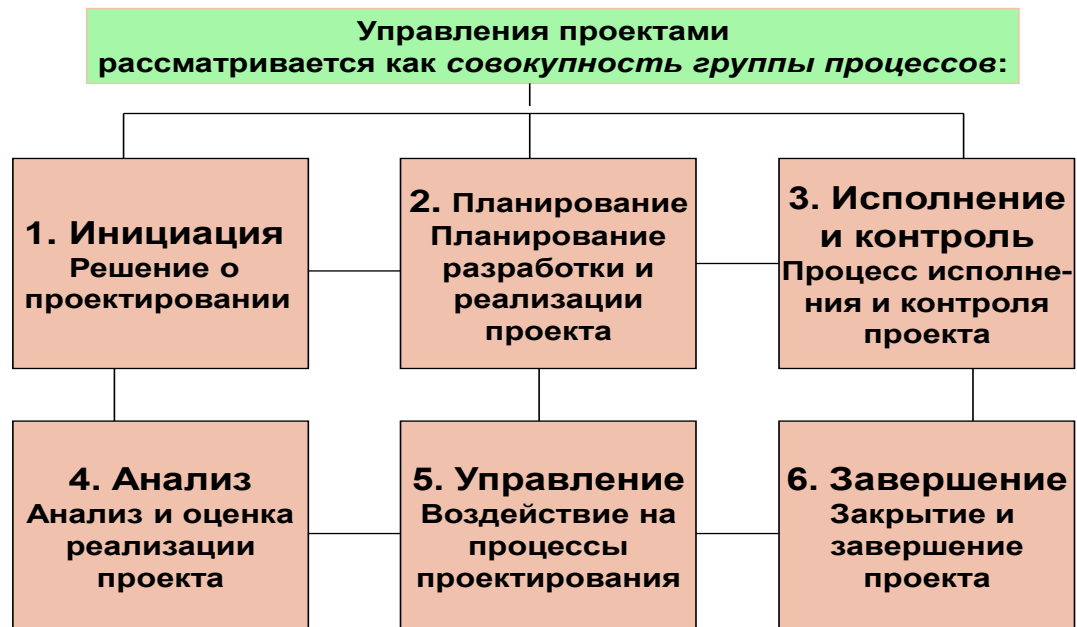 Управления проектами
рассматривается как совокупность группы процессов:
1. Инициация
Решение о
проектировании
2. Планирование
Планирование
разработки и
реализации
проекта
3. Исполнение
и контроль
Процесс исполне-
ния и контроля
проекта
4. Анализ
Анализ и оценка
реализации
проекта
5. Управление
Воздействие на
процессы
проектирования
6. Завершение
Закрытие и
завершение
проекта